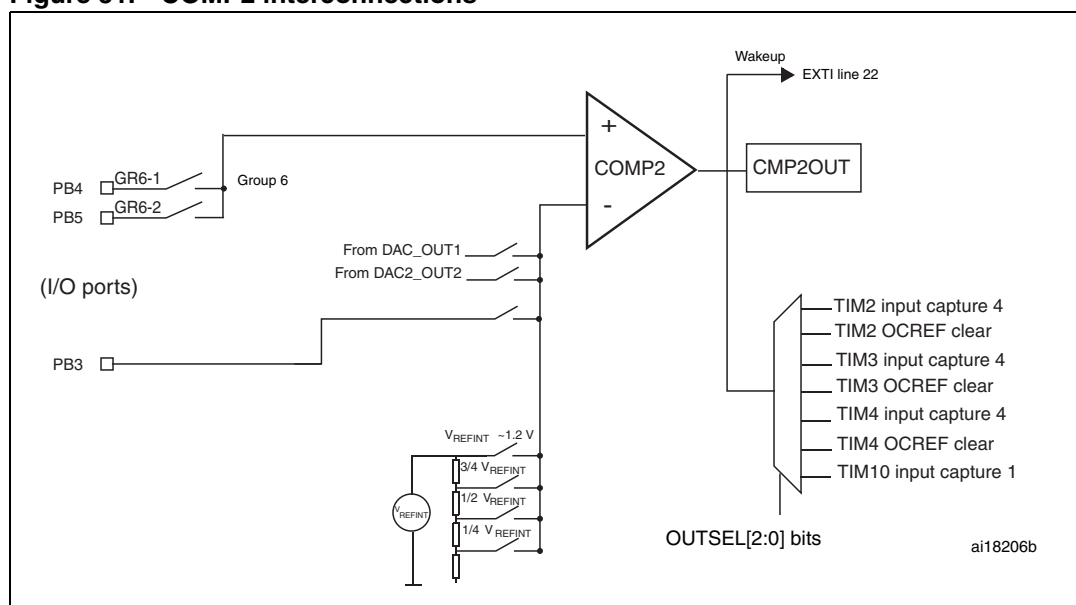 Figure 61. COMP2 interconnections
Wakeup
EXTI line 22
+
COMP2
CMP2OUT
-
PB4
GR6-1
Group 6
PB5
GR6-2
From DAC_OUT1
From DAC2_OUT2
(I/O ports)
PB3
TIM2 input capture 4
TIM2 OCREF clear
TIM3 input capture 4
TIM3 OCREF clear
TIM4 input capture 4
TIM4 OCREF clear
TIM10 input capture 1
VREFINT ~1.2 V
3/4 VREFINT
1/2 VREFINT
VREFINT
1/4 VREFINT
OUTSEL[2:0] bits
ai18206b